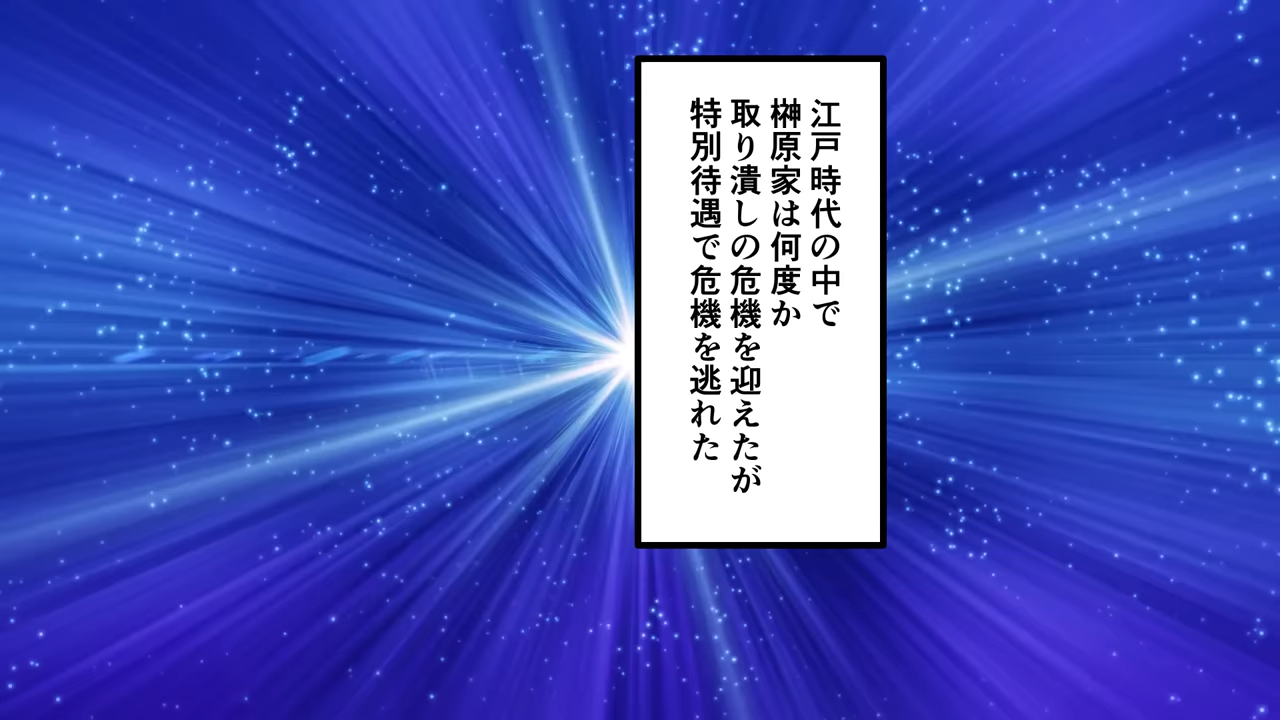 江戸時代の中で
榊原家は何度か
取り潰しの危機を迎えたが
特別待遇で危機を逃れた